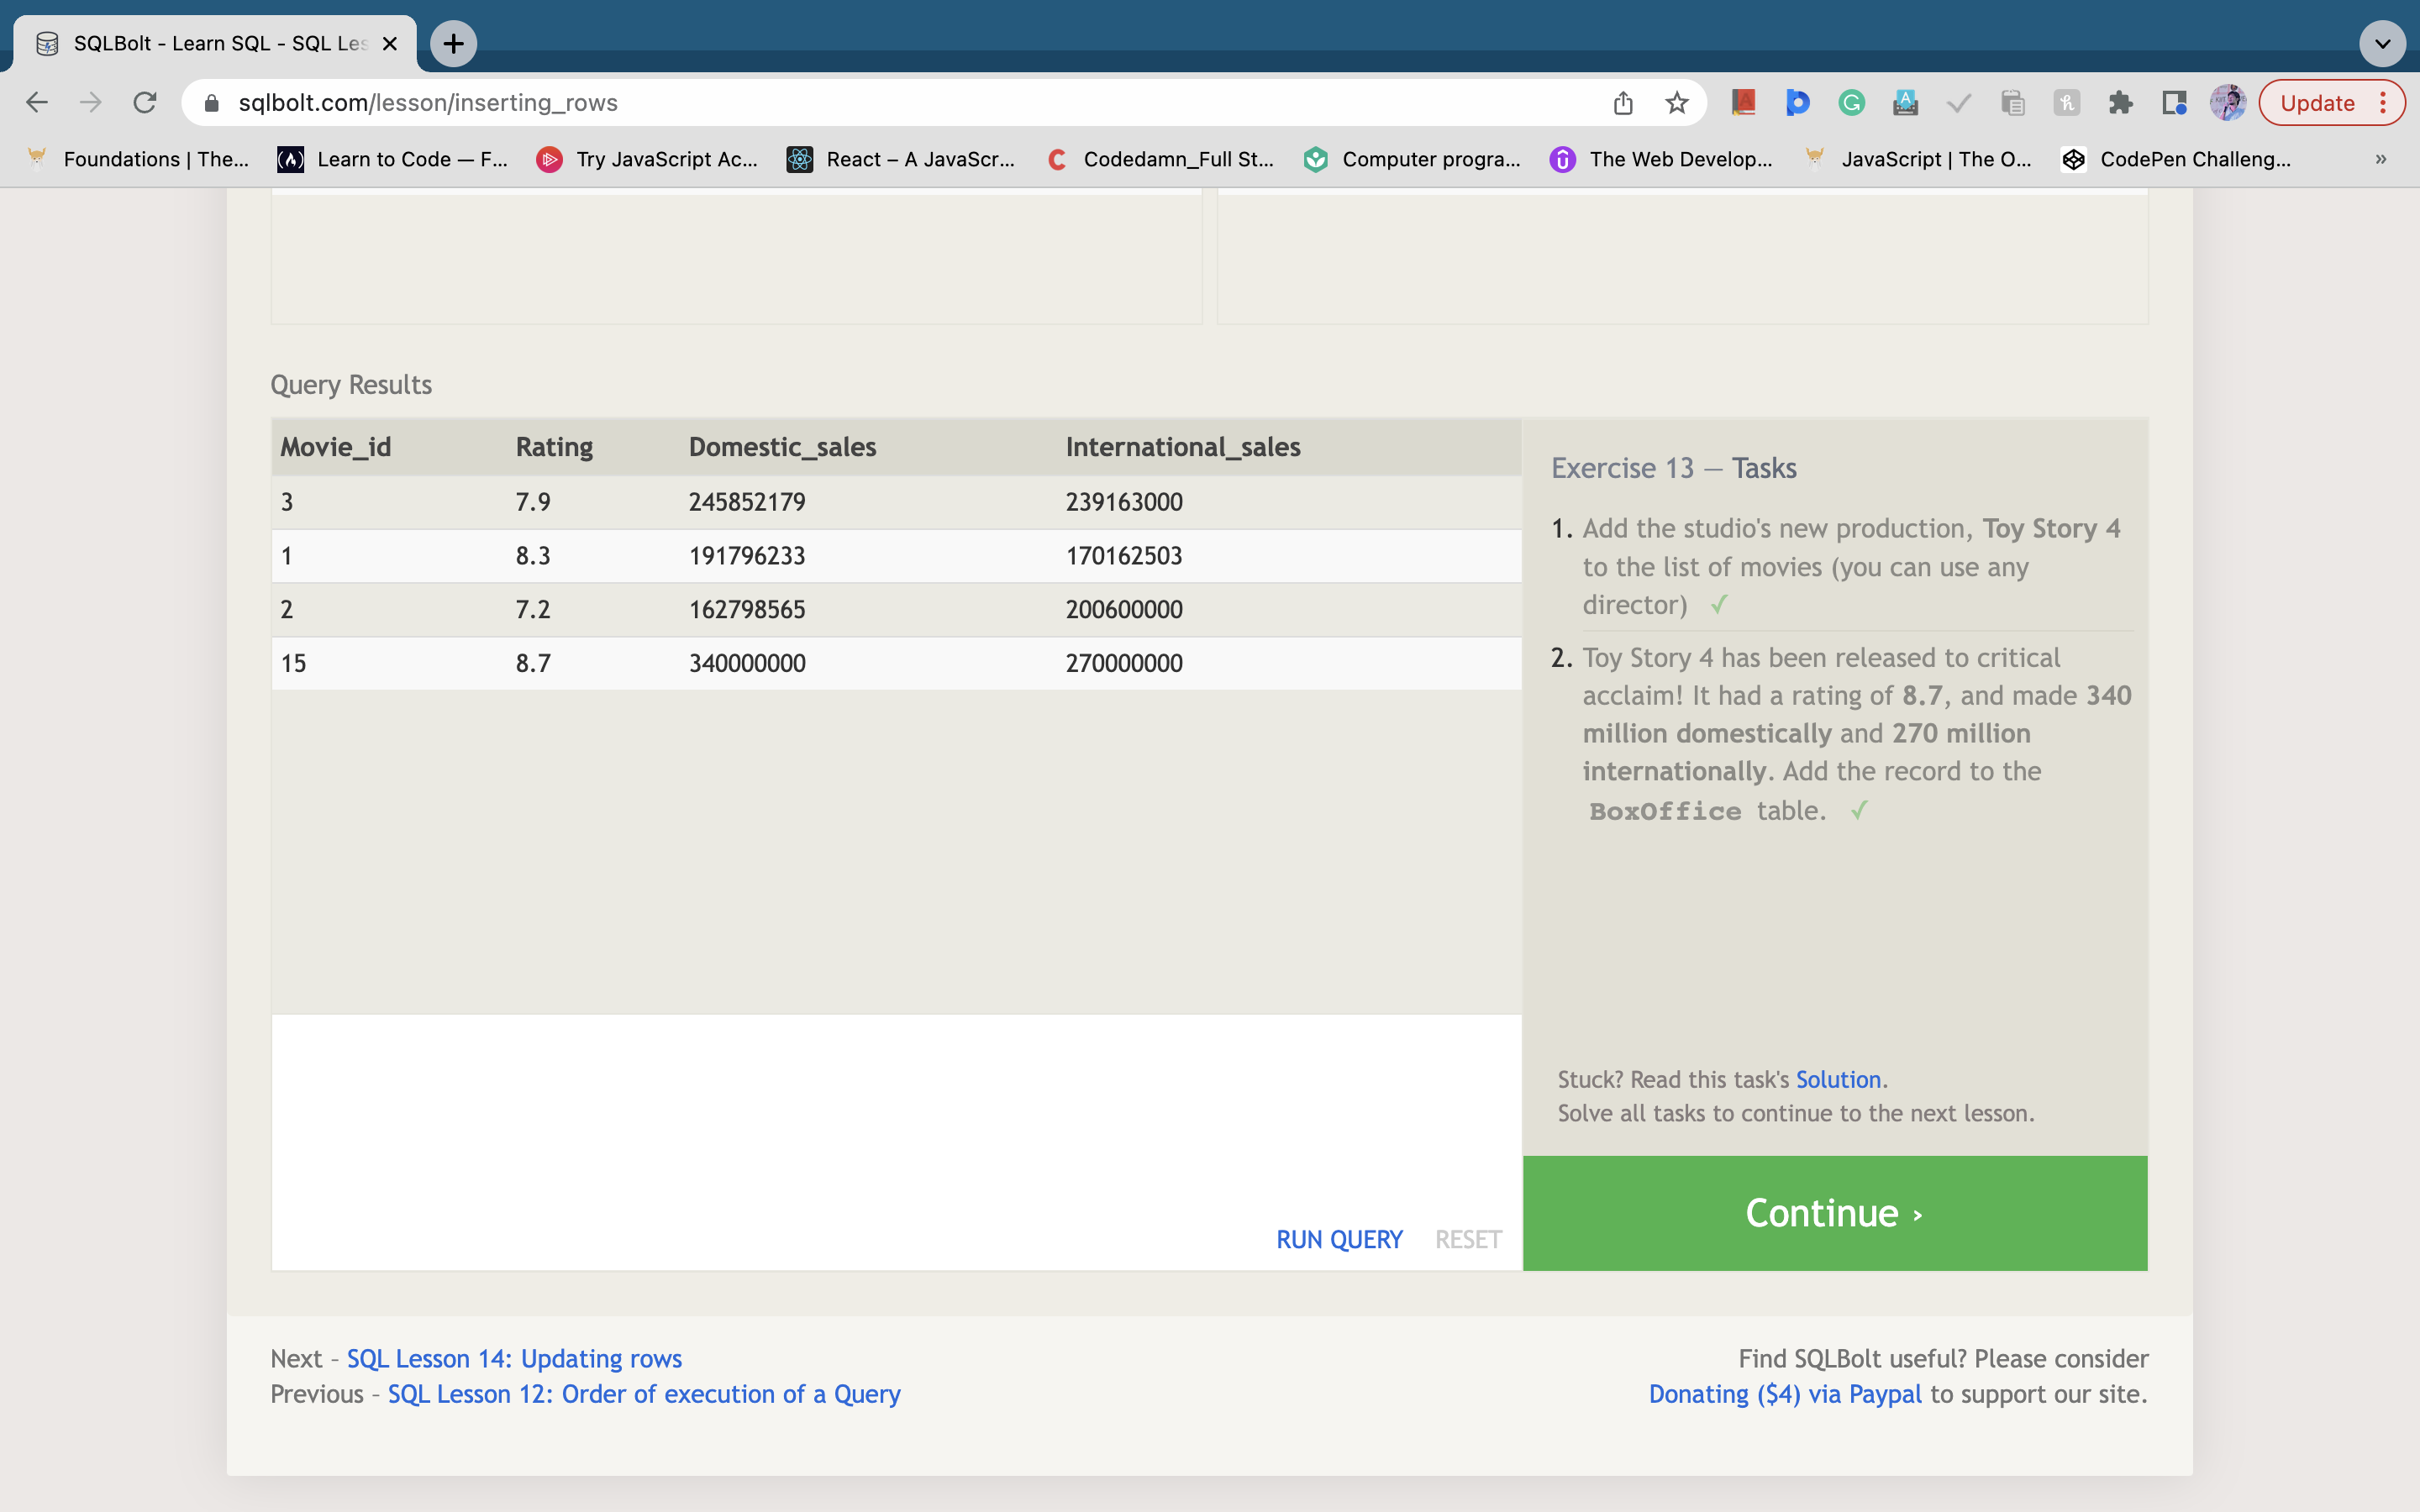 SQLBolt - Learn SQL - SQL Les
sqlbolt.com/lesson/inserting_rows
Update
Foundations | The...
Learn to Code — F...
Try JavaScript Ac...
React – A JavaScr...
Codedamn_Full St...
Computer progra...
The Web Develop...
JavaScript | The O...
CodePen Challeng...
»
Query Results
Movie_id Rating Domestic_sales International_sales
3 7.9 245852179 239163000
1 8.3 191796233 170162503
2 7.2 162798565 200600000
15 8.7 340000000 270000000
RUN QUERY RESET
Exercise 13 — Tasks
1. Add the studio's new production, Toy Story 4
to the list of movies (you can use any
director) ✓
2. Toy Story 4 has been released to critical
acclaim! It had a rating of 8.7, and made 340
million domestically and 270 million
internationally. Add the record to the
BoxOffice table. ✓
Stuck? Read this task's Solution.
Solve all tasks to continue to the next lesson.
Continue ›
Next – SQL Lesson 14: Updating rows
Previous – SQL Lesson 12: Order of execution of a Query
Find SQLBolt useful? Please consider
Donating ($4) via Paypal to support our site.